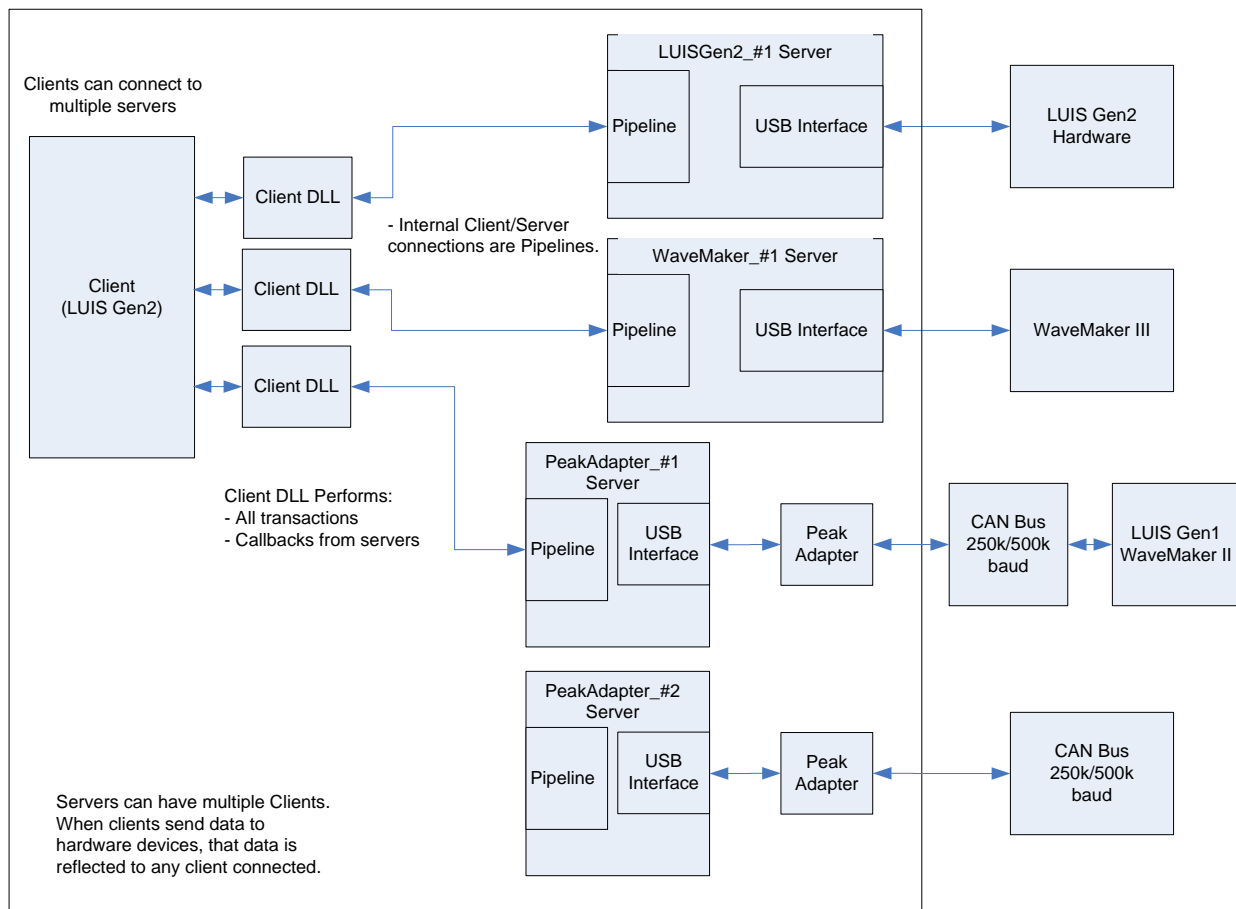 LUISGen2_#1 Server
Clients can connect to
multiple servers
Pipeline
USB Interface
LUIS Gen2
Hardware
Client DLL
- Internal Client/Server
connections are Pipelines.
WaveMaker_#1 Server
Client
(LUIS Gen2)
Client DLL
Pipeline
USB Interface
WaveMaker III
Client DLL
PeakAdapter_#1
Server
Client DLL Performs:
- All transactions
- Callbacks from servers
Pipeline
USB
Interface
Peak
Adapter
CAN Bus
250k/500k
baud
LUIS Gen1
WaveMaker II
PeakAdapter_#2
Server
Pipeline
USB
Interface
Peak
Adapter
CAN Bus
250k/500k
baud
Servers can have multiple Clients.
When clients send data to
hardware devices, that data is
reflected to any client connected.